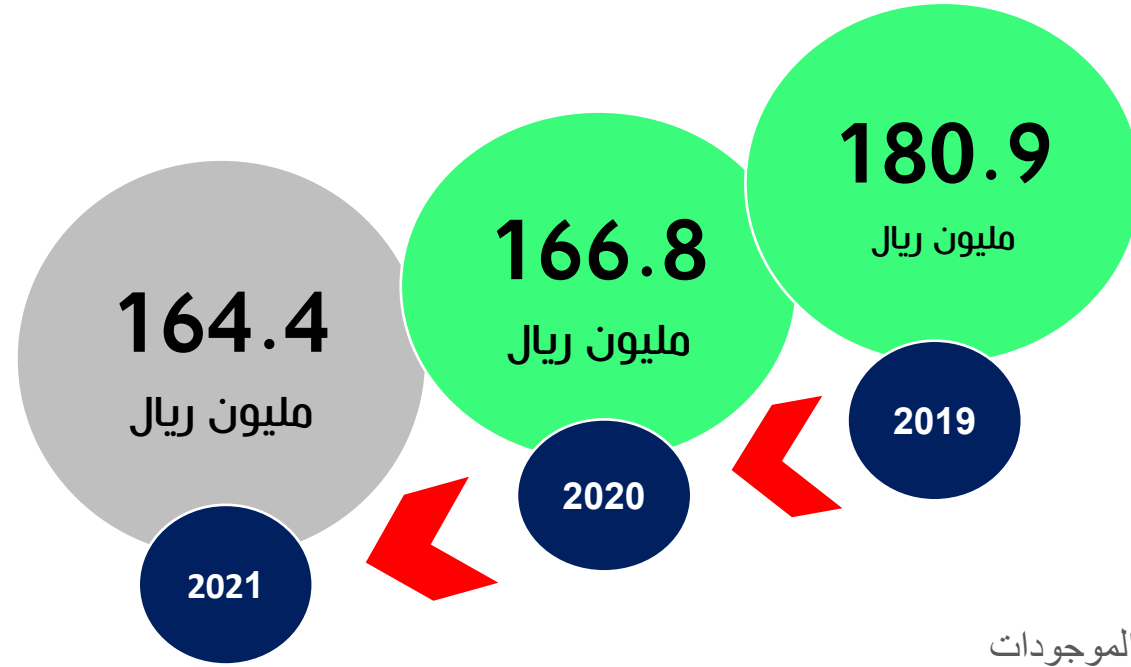 180.9
مليون ريال
2019
166.8
مليون ريال
2020
164.4
مليون ريال
2021
الموجودات